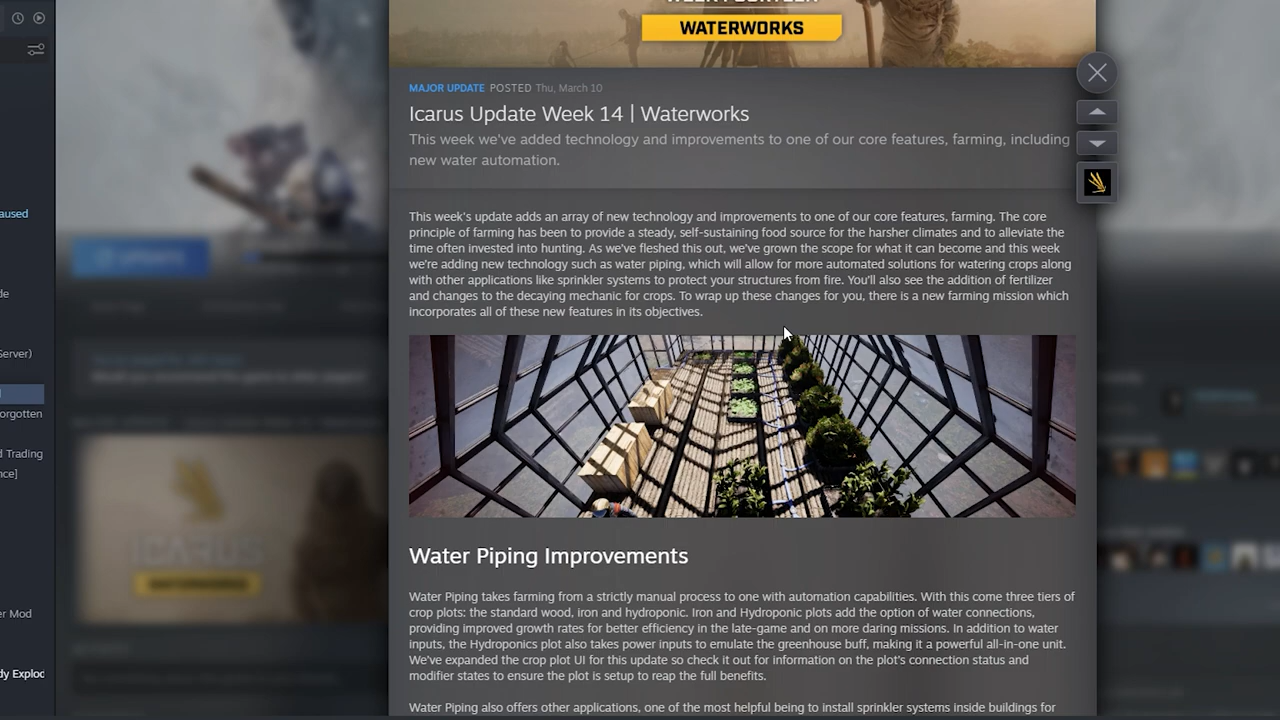 WATERWORKS
MAJOR UPDATE POSTED Thu, March 10
Icarus Update Week 14 | Waterworks
This week we've added technology and improvements to one of our core features, farming, including
new water automation.
aused
This week's update adds an array of new technology and improvements to one of our core features, farming. The core
principle of farming has been to provide a steady, self-sustaining food source for the harsher climates and to alleviate the
time often invested into hunting. As we've fleshed this out, we've grown the scope for what it can become and this week
we're adding new technology such as water piping, which will allow for more automated solutions for watering crops along
with other applications like sprinkler systems to protect your structures from fire. You'll also see the addition of fertilizer
and changes to the decaying mechanic for crops. To wrap up these changes for you, there is a new farming mission which
incorporates all of these new features in its objectives.
de
Server)
orgotten
d Trading
nce]
Water Piping Improvements
Water Piping takes farming from a strictly manual process to one with automation capabilities. With this come three tiers of
crop plots: the standard wood, iron and hydroponic. Iron and Hydroponic plots add the option of water connections,
providing improved growth rates for better efficiency in the late-game and on more daring missions. In addition to water
inputs, the Hydroponics plot also takes power inputs to emulate the greenhouse buff, making it a powerful all-in-one unit.
We've expanded the crop plot UI for this update so check it out for information on the plot's connection status and
modifier states to ensure the plot is setup to reap the full benefits.
er Mod
dy Exploc
Water Piping also offers other applications, one of the most helpful being to install sprinkler systems inside buildings for
UPDATE
ICARUS
WATERWORKS